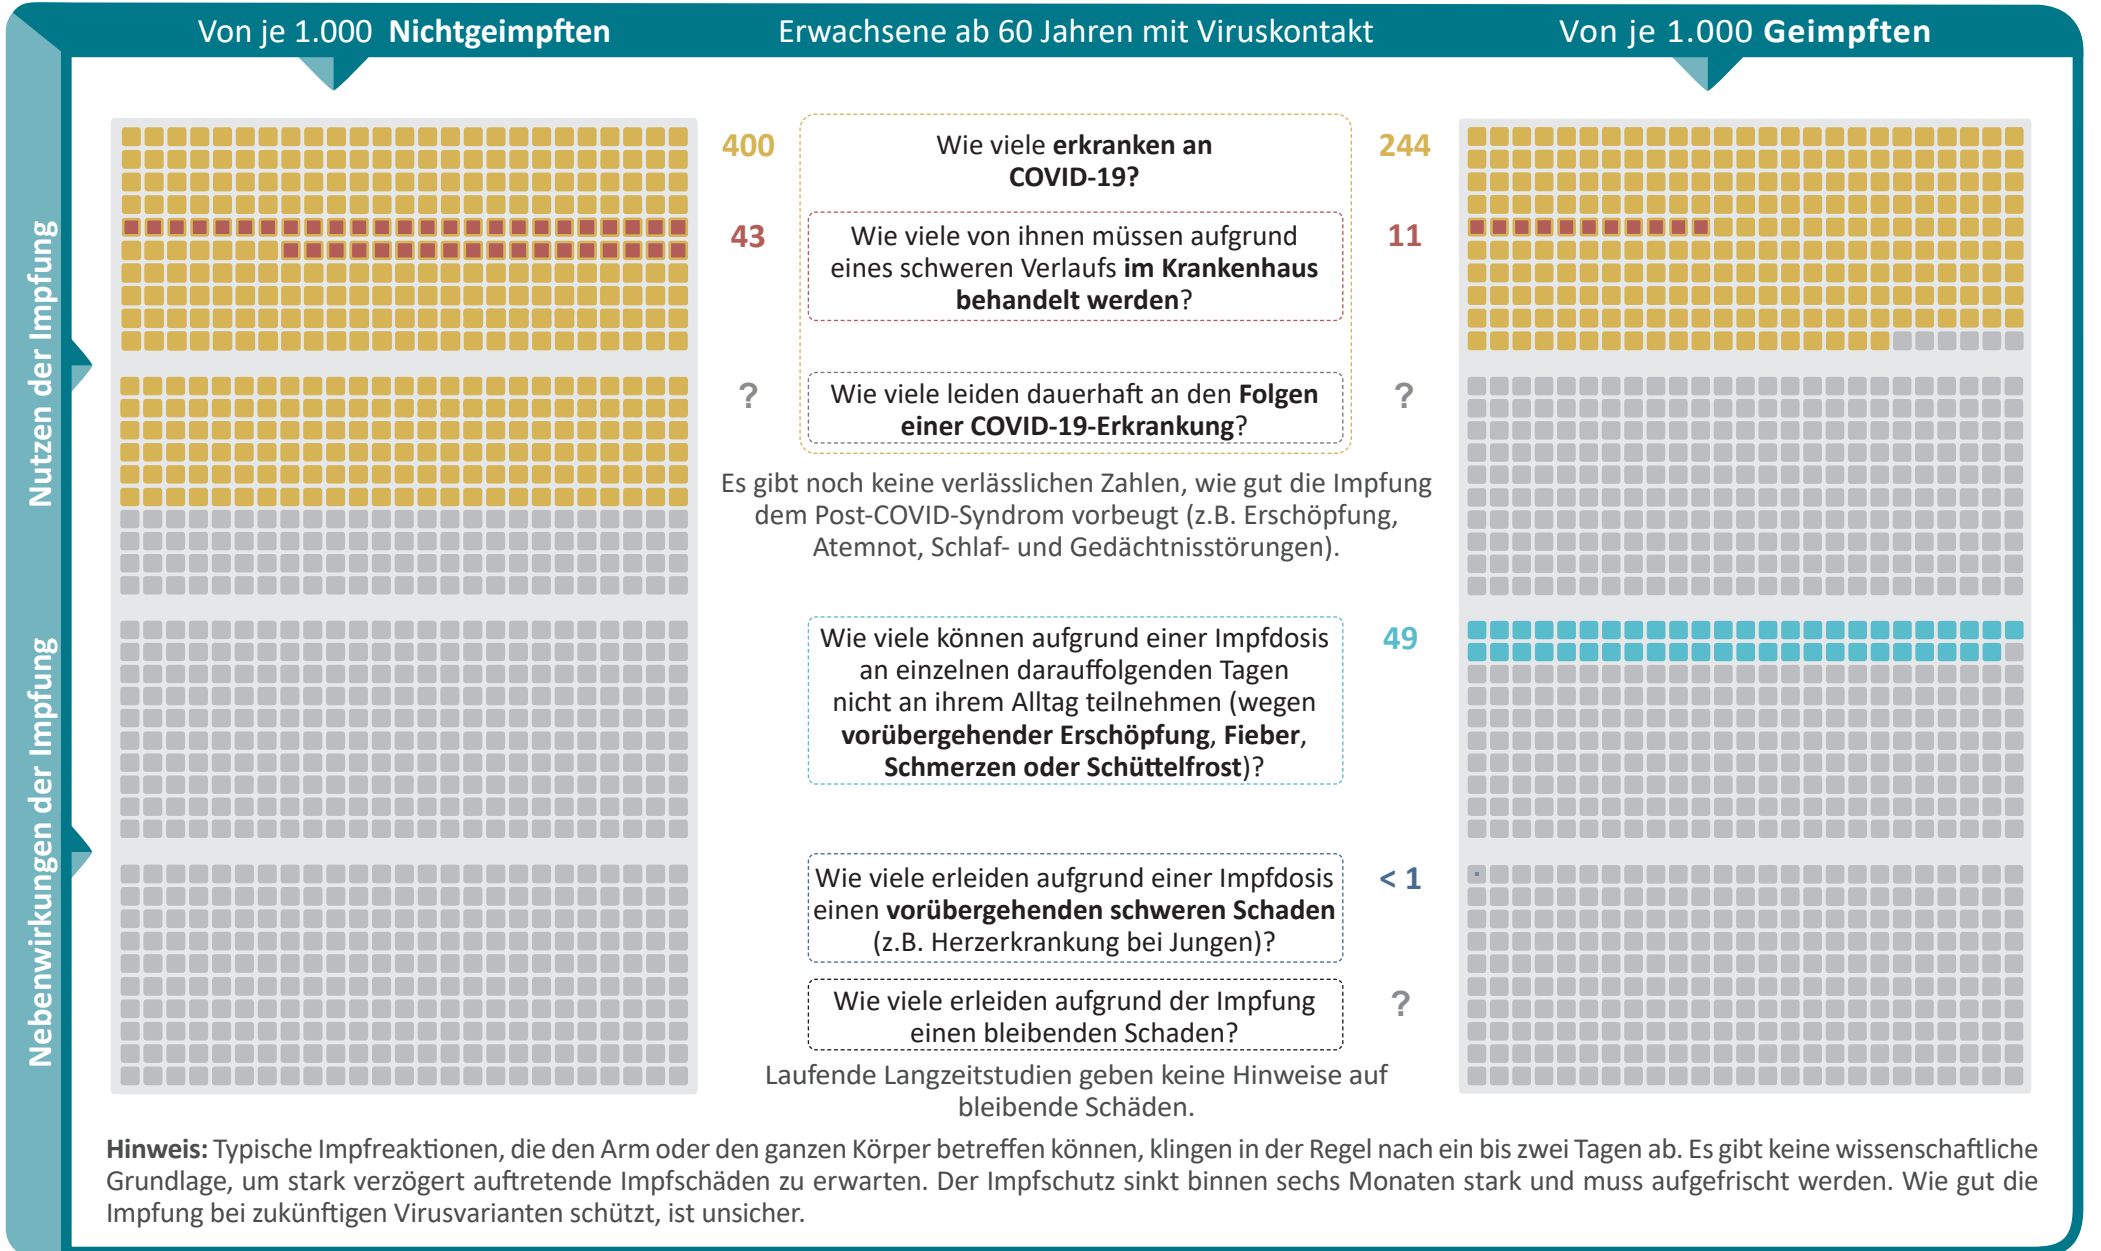 Von je 1.000 Nichtgeimpften
Erwachsene ab 60 Jahren mit Viruskontakt
Von je 1.000 Geimpften
Nutzen der Impfung
400
Wie viele erkranken an
COVID-19?
244
43
Wie viele von ihnen müssen aufgrund
eines schweren Verlaufs im Krankenhaus
behandelt werden?
11
?
Wie viele leiden dauerhaft an den Folgen
einer COVID-19-Erkrankung?
?
Es gibt noch keine verlässlichen Zahlen, wie gut die Impfung
dem Post-COVID-Syndrom vorbeugt (z.B. Erschöpfung,
Atemnot, Schlaf- und Gedächtnisstörungen).
Nebenwirkungen der Impfung
Wie viele können aufgrund einer Impfdosis
an einzelnen darauffolgenden Tagen
nicht an ihrem Alltag teilnehmen (wegen
vorübergehender Erschöpfung, Fieber,
Schmerzen oder Schüttelfrost)?
49
Wie viele erleiden aufgrund einer Impfdosis
einen vorübergehenden schweren Schaden
(z.B. Herzerkrankung bei Jungen)?
< 1
Wie viele erleiden aufgrund der Impfung
einen bleibenden Schaden?
?
Laufende Langzeitstudien geben keine Hinweise auf
bleibende Schäden.
Hinweis: Typische Impfreaktionen, die den Arm oder den ganzen Körper betreffen können, klingen in der Regel nach ein bis zwei Tagen ab. Es gibt keine wissenschaftliche
Grundlage, um stark verzögert auftretende Impfschäden zu erwarten. Der Impfschutz sinkt binnen sechs Monaten stark und muss aufgefrischt werden. Wie gut die
Impfung bei zukünftigen Virusvarianten schützt, ist unsicher.